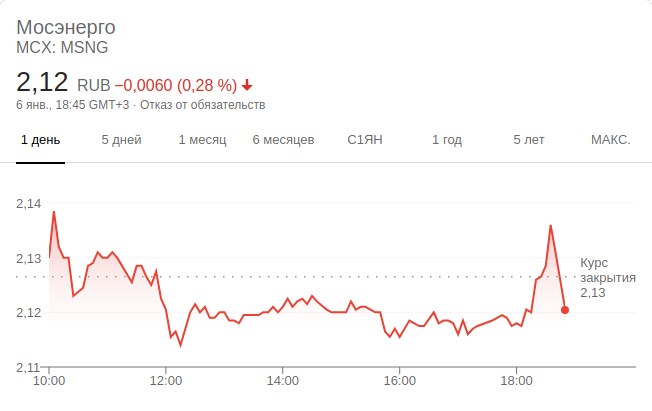 Мосэнерго
MCX: MSNG
2,12 RUB −0,0060 (0,28 %)
6 янв., 18:45 GMT+3 · Отказ от обязательств
1 день 5 дней 1 месяц 6 месяцев С1ЯН 1 год 5 лет МАКС.
2,14
2,13
2,12
2,11
Курс
закрытия
2,13
10:00 12:00 14:00 16:00 18:00